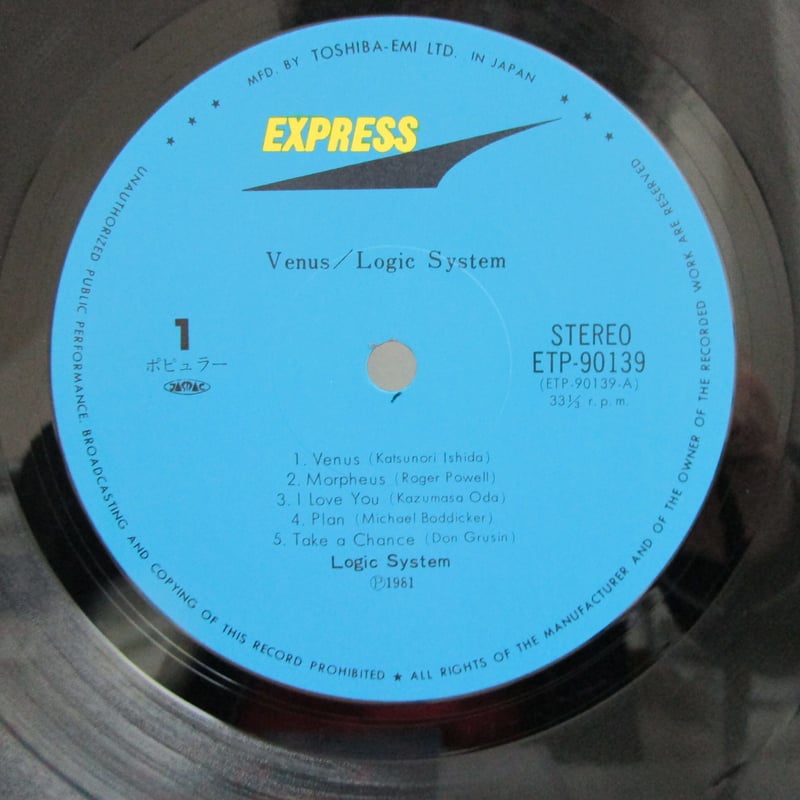 MFD. BY TOSHIBA-EMI LTD. IN JAPAN
EXPRESS
Venus／Logic System
1
ポピュラー
JASRAC
STEREO
ETP-90139
(ETP-90139-A)
33⅓ r.p.m.
1. Venus (Katsunori Ishida)
2. Morpheus (Roger Powell)
3. I Love You (Kazumasa Oda)
4. Plan (Michael Boddicker)
5. Take a Chance (Don Grusin)
Logic System
Ⓟ1981
★ ALL RIGHTS OF THE MANUFACTURER AND OF THE OWNER OF THE RECORDED WORK ARE RESERVED
UNAUTHORIZED PUBLIC PERFORMANCE. BROADCASTING AND COPYING OF THIS RECORD PROHIBITED